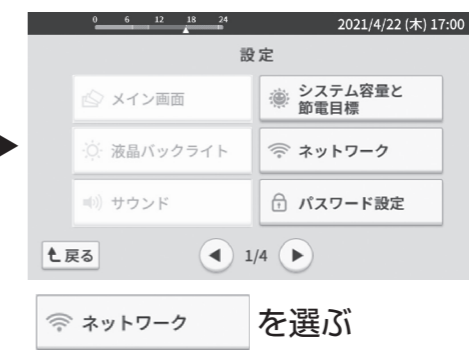 0 6 12 18 24 2021/4/22 (木) 17:00
設定
メイン画面
システム容量と
節電目標
液晶バックライト
ネットワーク
サウンド
パスワード設定
戻る 1/4
ネットワーク を選ぶ